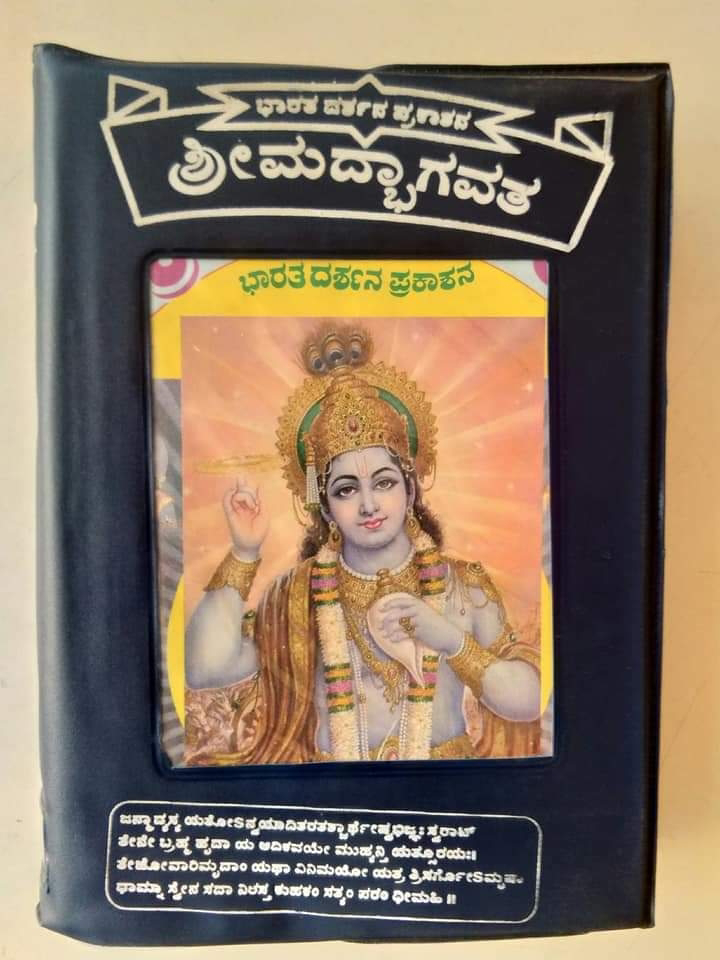 ಭಾರತ ದರ್ಶನ ಪ್ರಕಾಶನ
ಶ್ರೀಮದ್ಭಾಗವತ
ಭಾರತ ದರ್ಶನ ಪ್ರಕಾಶನ
ಜನ್ಮಾದ್ಯಸ್ಯ ಯತೋಽನ್ವಯಾದಿತರತಶ್ಚಾರ್ಥೇಷ್ವಭಿಜ್ಞಃ ಸ್ವರಾಟ್
ತೇನೇ ಬ್ರಹ್ಮ ಹೃದಾ ಯ ಆದಿಕವಯೇ ಮುಹ್ಯನ್ತಿ ಯತ್ಸೂರಯಃ॥
ತೇಜೋವಾರಿಮೃದಾಂ ಯಥಾ ವಿನಿಮಯೋ ಯತ್ರ ತ್ರಿಸರ್ಗೋಽಮೃಷಾ
ಧಾಮ್ನಾ ಸ್ವೇನ ಸದಾ ನಿರಸ್ತ ಕುಹಕಂ ಸತ್ಯಂ ಪರಂ ಧೀಮಹಿ ॥